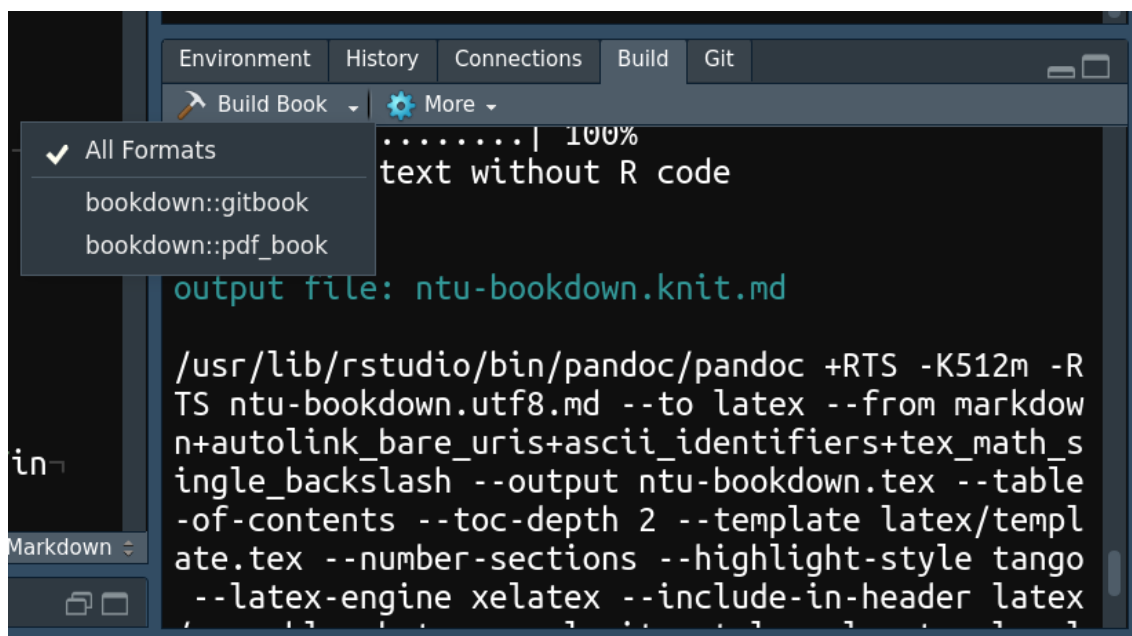 Environment History Connections Build Git
Build Book More
All Formats
bookdown::gitbook
bookdown::pdf_book
........| 100%
text without R code
output file: ntu-bookdown.knit.md
/usr/lib/rstudio/bin/pandoc/pandoc +RTS -K512m -R
TS ntu-bookdown.utf8.md --to latex --from markdow
n+autolink_bare_uris+ascii_identifiers+tex_math_s
ingle_backslash --output ntu-bookdown.tex --table
-of-contents --toc-depth 2 --template latex/templ
ate.tex --number-sections --highlight-style tango
--latex-engine xelatex --include-in-header latex
in¬
Markdown